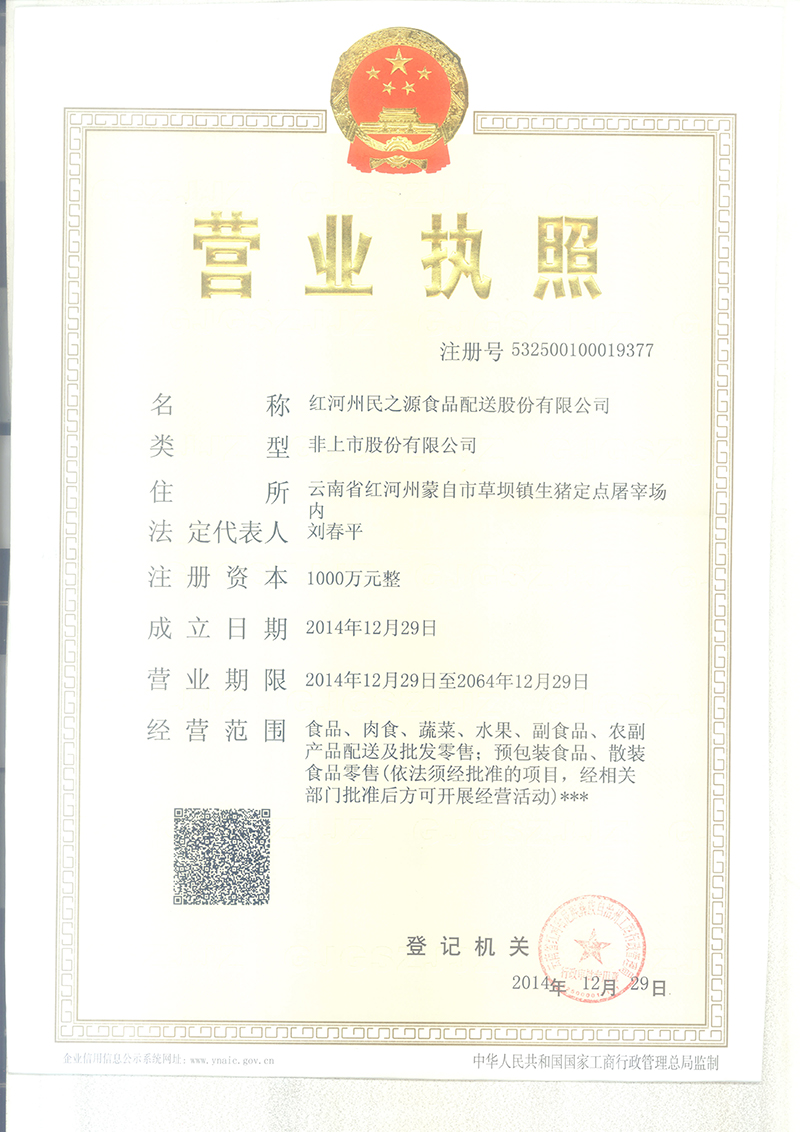 营业执照
注册号 532500100019377
名称 红河州民之源食品配送股份有限公司
类型 非上市股份有限公司
住所 云南省红河州蒙自市草坝镇生猪定点屠宰场
内
法定代表人 刘春平
注册资本 1000万元整
成立日期 2014年12月29日
营业期限 2014年12月29日至2064年12月29日
经营范围 食品、肉食、蔬菜、水果、副食品、农副
产品配送及批发零售；预包装食品、散装
食品零售(依法须经批准的项目，经相关
部门批准后方可开展经营活动)***
登记机关
2014年 12月 29日
企业信用信息公示系统网址：www.ynaic.gov.cn
中华人民共和国国家工商行政管理总局监制